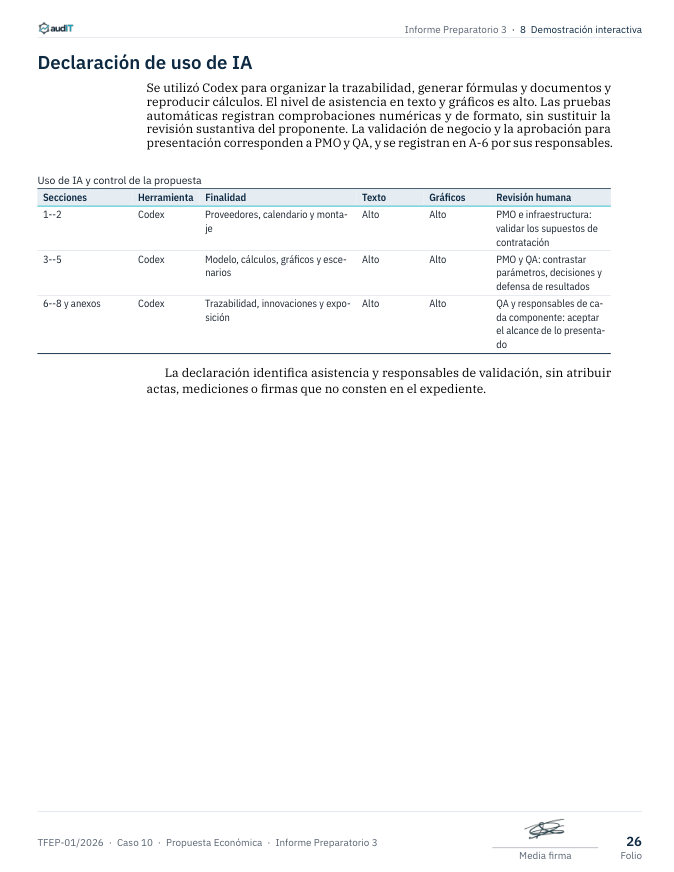 audIT
Informe Preparatorio 3 · 8 Demostración interactiva
Declaración de uso de IA
Se utilizó Codex para organizar la trazabilidad, generar fórmulas y documentos y
reproducir cálculos. El nivel de asistencia en texto y gráficos es alto. Las pruebas
automáticas registran comprobaciones numéricas y de formato, sin sustituir la
revisión sustantiva del proponente. La validación de negocio y la aprobación para
presentación corresponden a PMO y QA, y se registran en A-6 por sus responsables.
Uso de IA y control de la propuesta
Secciones Herramienta Finalidad Texto Gráficos Revisión humana
1--2 Codex Proveedores, calendario y monta- Alto Alto PMO e infraestructura:
je validar los supuestos de
contratación
3--5 Codex Modelo, cálculos, gráficos y esce- Alto Alto PMO y QA: contrastar
narios parámetros, decisiones y
defensa de resultados
6--8 y anexos Codex Trazabilidad, innovaciones y expo- Alto Alto QA y responsables de ca-
sición da componente: aceptar
el alcance de lo presenta-
do
La declaración identifica asistencia y responsables de validación, sin atribuir
actas, mediciones o firmas que no consten en el expediente.
TFEP-01/2026 · Caso 10 · Propuesta Económica · Informe Preparatorio 3
Media firma
26
Folio